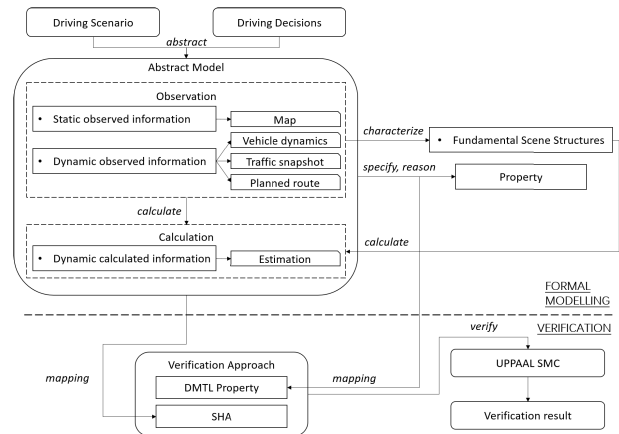 Driving Scenario
Driving Decisions
abstract
Abstract Model
Observation
• Static observed information
Map
• Dynamic observed information
Vehicle dynamics
Traffic snapshot
Planned route
characterize
• Fundamental Scene Structures
specify, reason
Property
calculate
Calculation
• Dynamic calculated information
Estimation
calculate
FORMAL
MODELLING
VERIFICATION
verify
mapping
Verification Approach
DMTL Property
SHA
mapping
UPPAAL SMC
Verification result